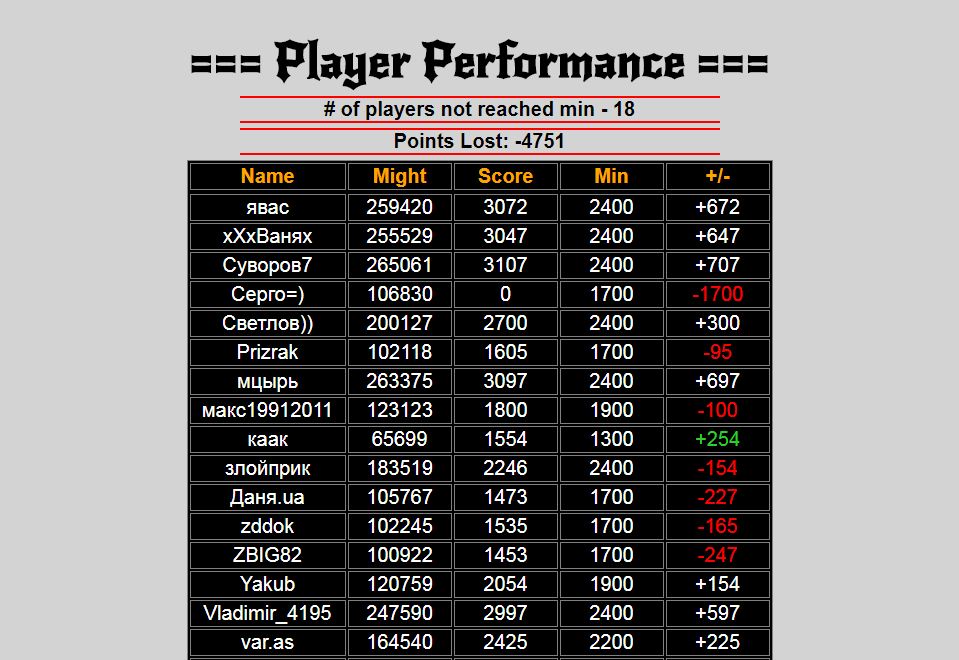 === Player Performance ===
# of players not reached min - 18
Points Lost: -4751
Name Might Score Min +/-
явас 259420 3072 2400 +672
xXxВанях 255529 3047 2400 +647
Суворов7 265061 3107 2400 +707
Серго=) 106830 0 1700 -1700
Светлов)) 200127 2700 2400 +300
Prizrak 102118 1605 1700 -95
мцырь 263375 3097 2400 +697
макс19912011 123123 1800 1900 -100
каак 65699 1554 1300 +254
злойприк 183519 2246 2400 -154
Даня.ua 105767 1473 1700 -227
zddok 102245 1535 1700 -165
ZBIG82 100922 1453 1700 -247
Yakub 120759 2054 1900 +154
Vladimir_4195 247590 2997 2400 +597
var.as 164540 2425 2200 +225